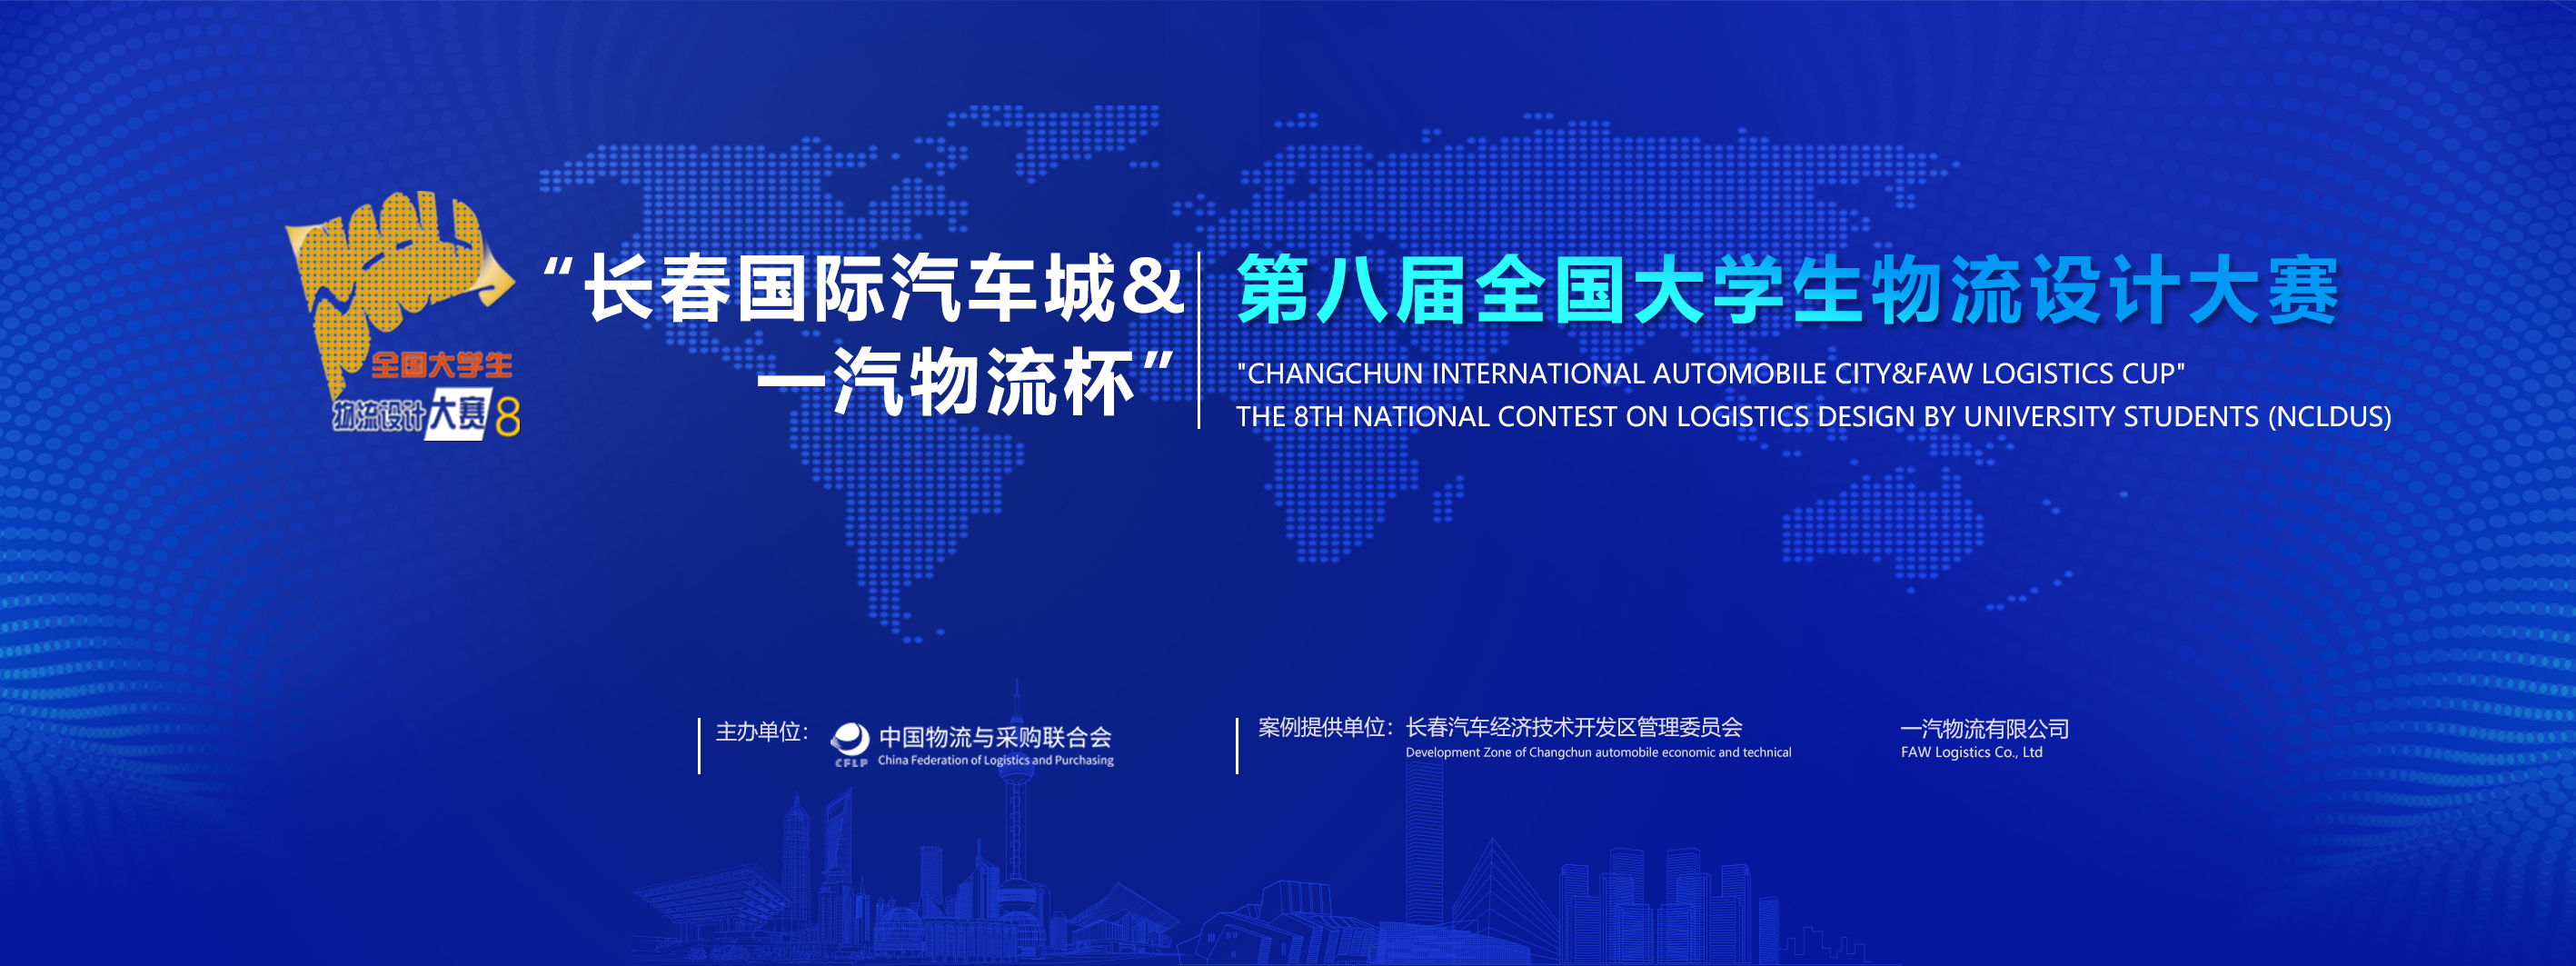 全国大学生
物流设计大赛8
“长春国际汽车城&
一汽物流杯”
第八届全国大学生物流设计大赛
"CHANGCHUN INTERNATIONAL AUTOMOBILE CITY&FAW LOGISTICS CUP"
THE 8TH NATIONAL CONTEST ON LOGISTICS DESIGN BY UNIVERSITY STUDENTS (NCLDUS)
主办单位：
CFLP
中国物流与采购联合会
China Federation of Logistics and Purchasing
案例提供单位：长春汽车经济技术开发区管理委员会
Development Zone of Changchun automobile economic and technical
一汽物流有限公司
FAW Logistics Co., Ltd